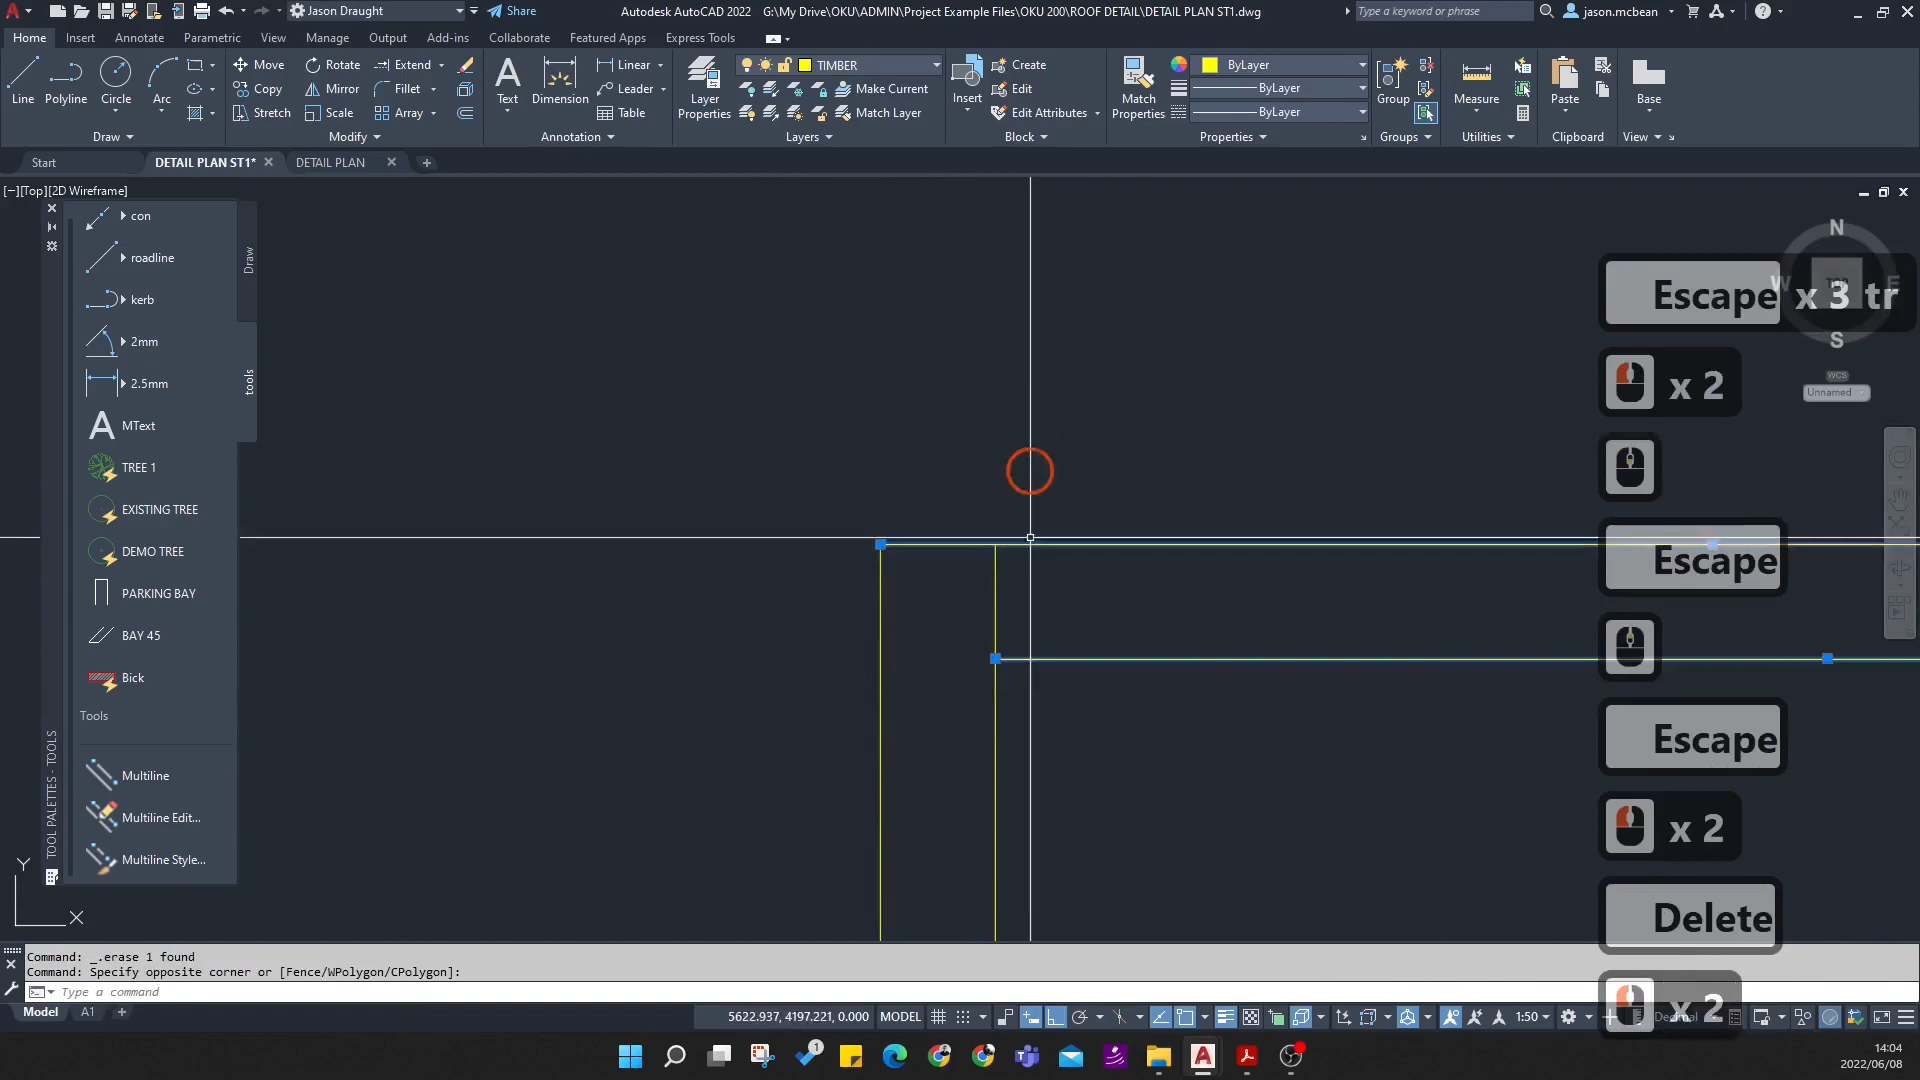 Jason Draught
Share
Autodesk AutoCAD 2022 G:\My Drive\OKU\ADMIN\Project Example Files\OKU 200\ROOF DETAIL\DETAIL PLAN ST1.dwg
Type a keyword or phrase
jason.mcbean
Home Insert Annotate Parametric View Manage Output Add-ins Collaborate Featured Apps Express Tools
Line Polyline Circle Arc
Move Rotate Extend
Copy Mirror Fillet
Stretch Scale Array
Text Dimension
Linear
Leader
Table
Layer Properties
TIMBER
Make Current
Match Layer
Insert
Create
Edit
Edit Attributes
Match Properties
ByLayer
ByLayer
ByLayer
Group
Measure
Paste
Base
Draw Modify Annotation Layers Block Properties Groups Utilities Clipboard View
Start DETAIL PLAN ST1* DETAIL PLAN
[−][Top][2D Wireframe]
con
roadline
kerb
2mm
2.5mm
MText
TREE 1
EXISTING TREE
DEMO TREE
PARKING BAY
BAY 45
Bick
Tools
Multiline
Multiline Edit...
Multiline Style...
Draw
tools
TOOL PALETTES - TOOLS
Y
X
N
W TOP E
S
WCS
Unnamed
Escape x 3 tr
x 2
Escape
Escape
x 2
Delete
x 2
Command: _.erase 1 found
Command: Specify opposite corner or [Fence/WPolygon/CPolygon]:
Type a command
Model A1
5622.937, 4197.221, 0.000 MODEL
1:50
Decimal
1
14:04
2022/06/08